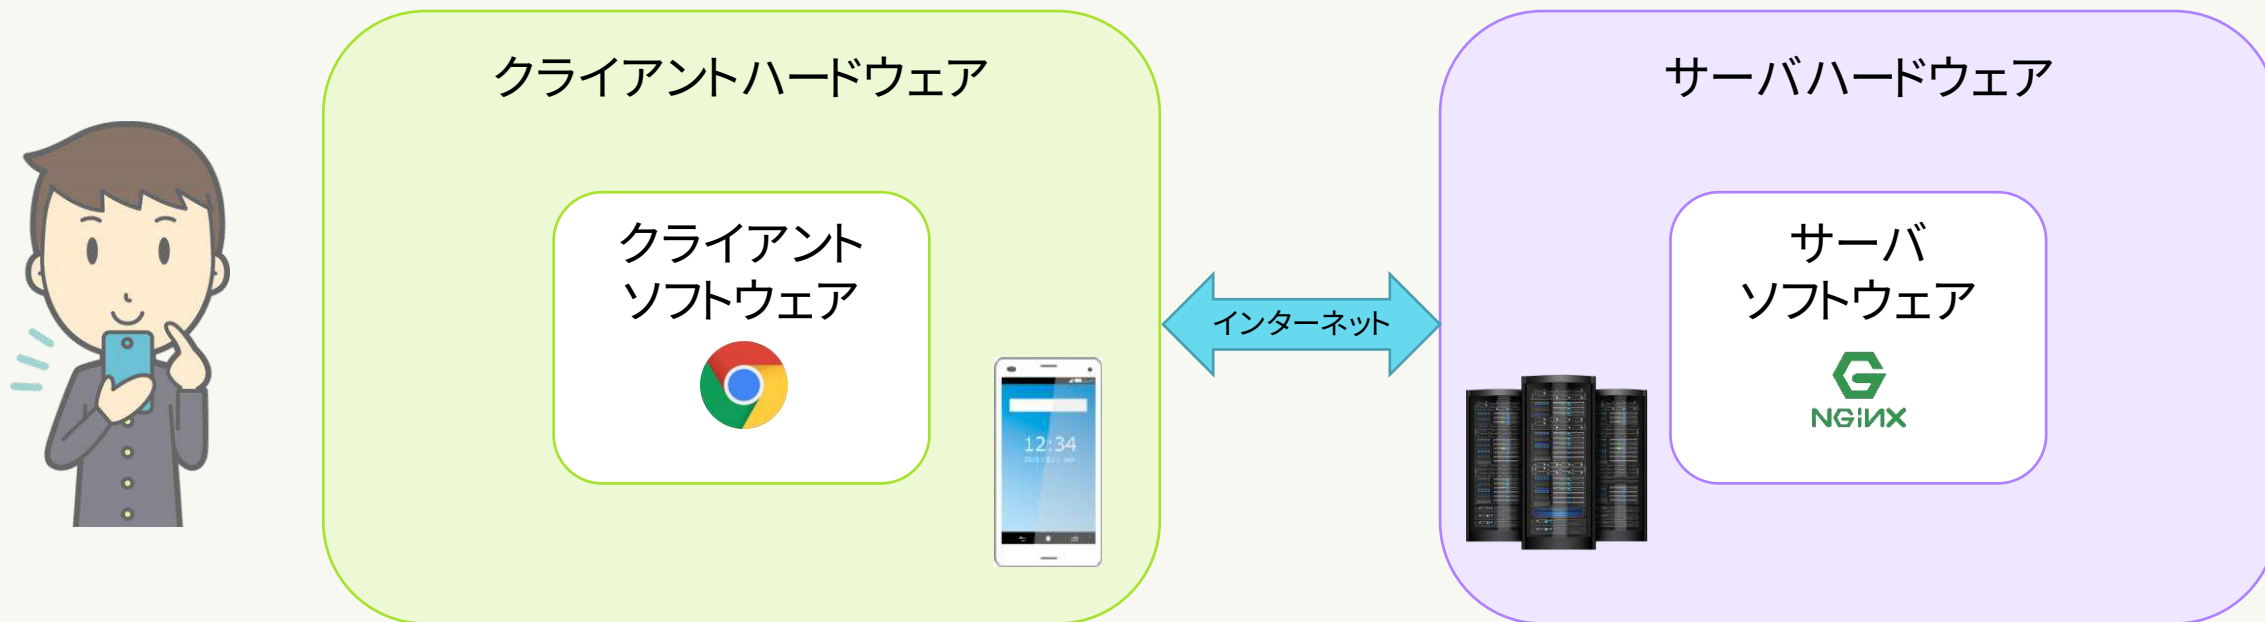 クライアントハードウェア
サーバハードウェア
クライアント
ソフトウェア
サーバ
ソフトウェア
インターネット
NGiNX
12:34